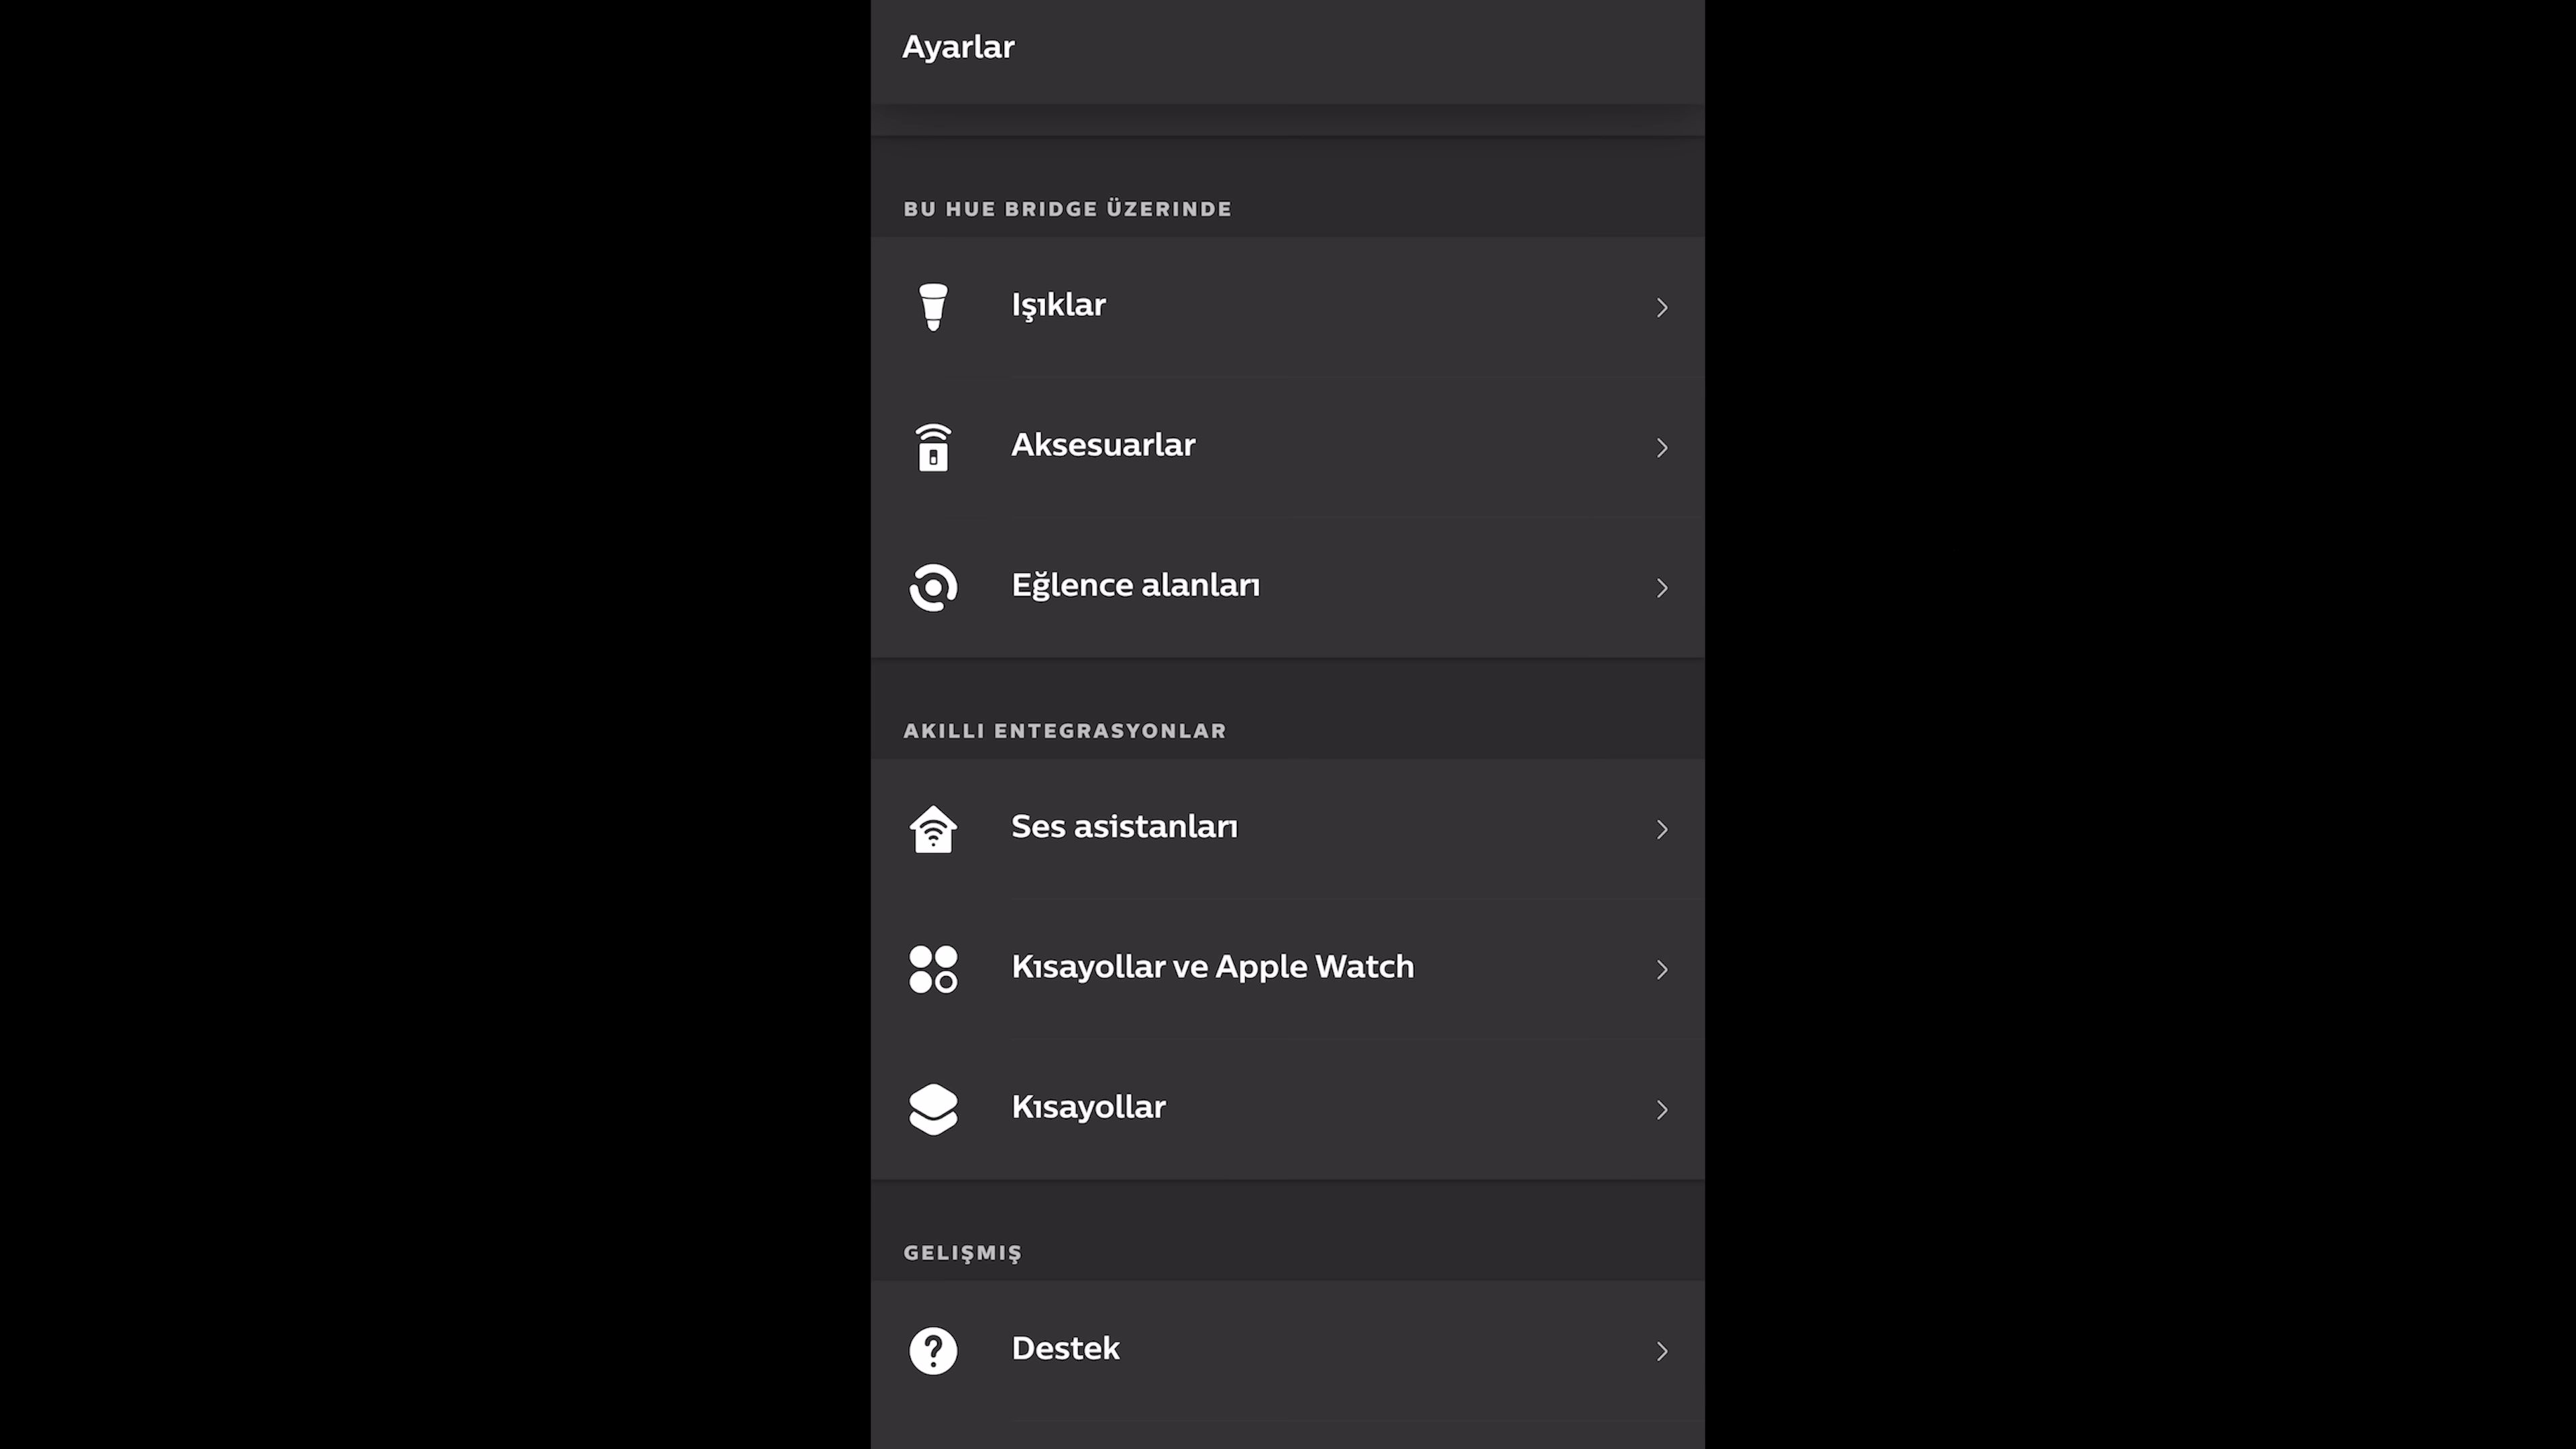 Ayarlar
BU HUE BRIDGE ÜZERINDE
Işıklar
Aksesuarlar
Eğlence alanları
AKILLI ENTEGRASYONLAR
Ses asistanları
Kısayollar ve Apple Watch
Kısayollar
GELIŞMIŞ
Destek